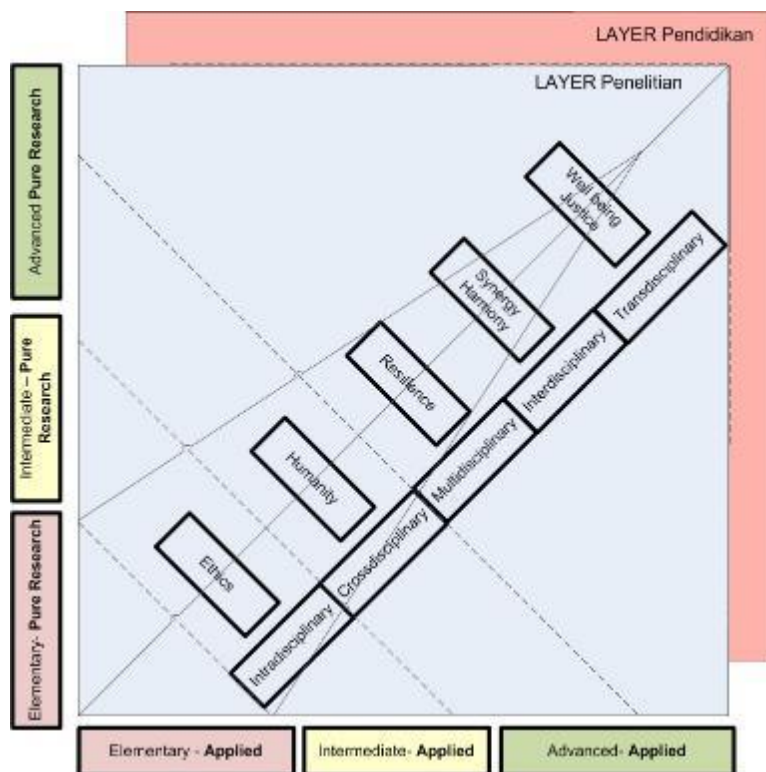 LAYER Pendidikan
LAYER Penelitian
Advanced Pure Research
Intermediate – Pure
Research
Elementary- Pure Research
Well being
Justice
Synergy
Harmony
Resilience
Humanity
Ethics
Transdisciplinary
Interdisciplinary
Multidisciplinary
Crossdisciplinary
Intradisciplinary
Elementary - Applied
Intermediate- Applied
Advanced- Applied